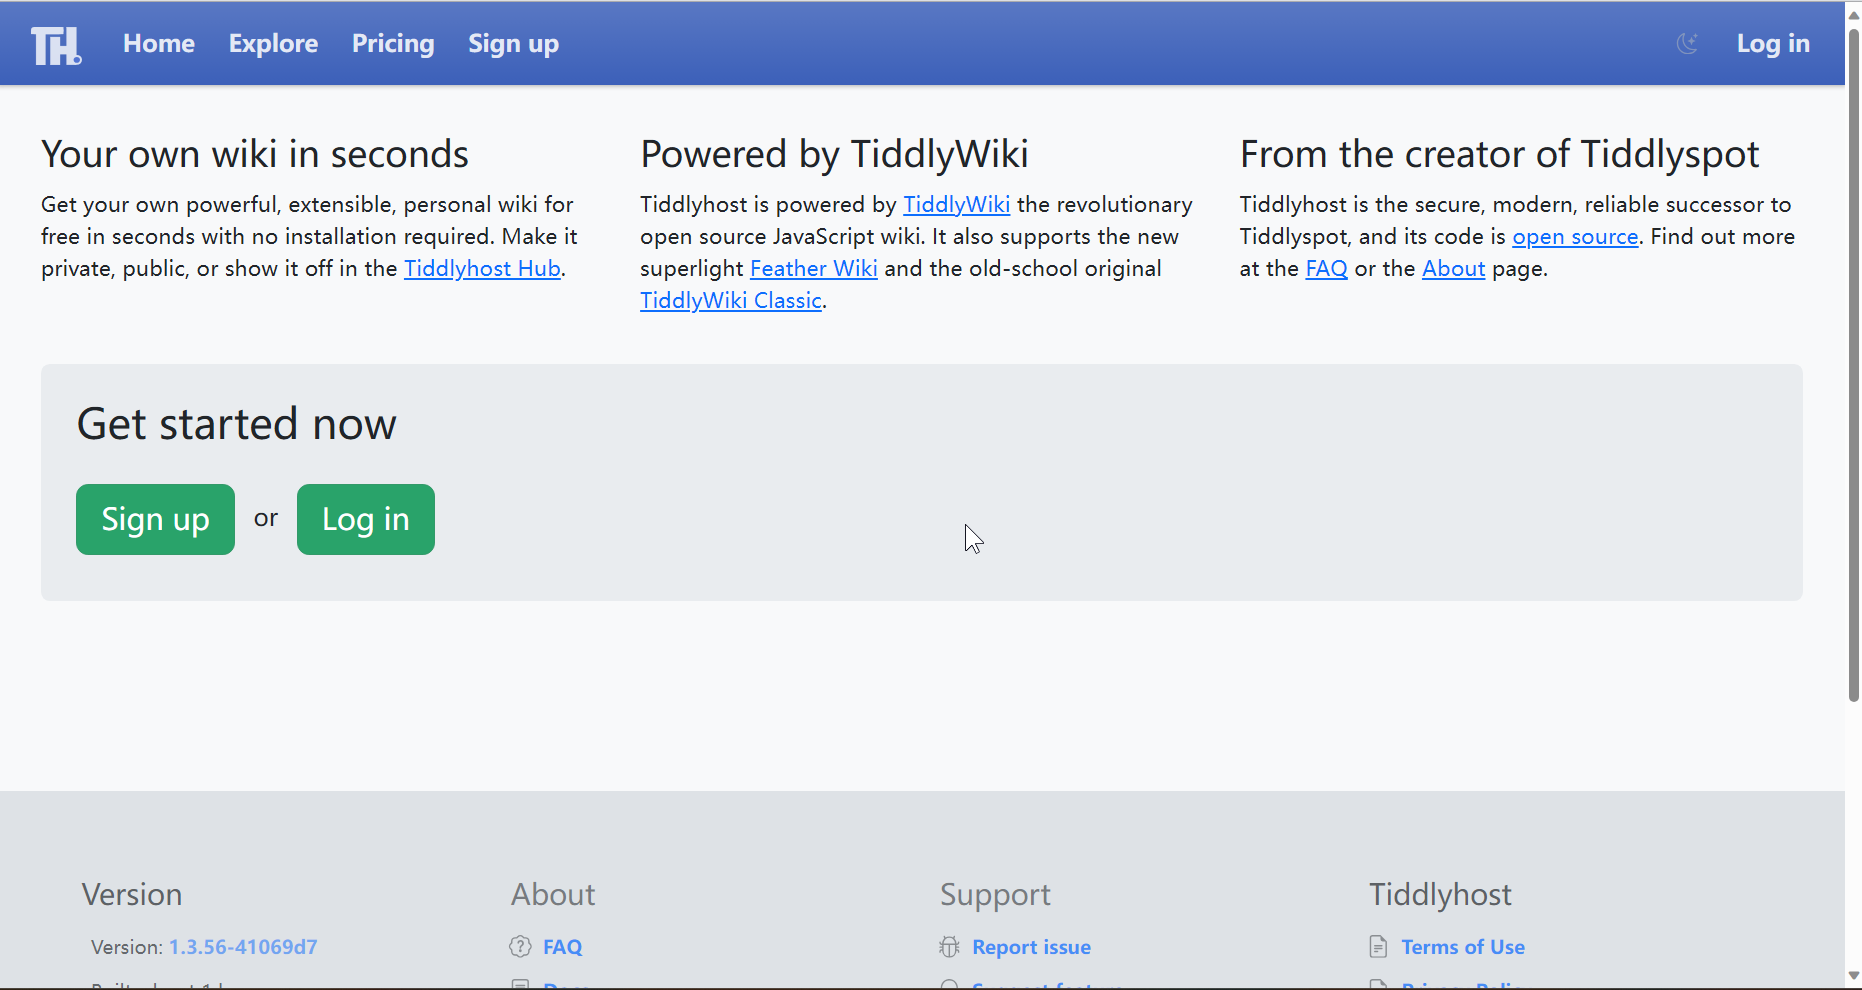 TH.
Home Explore Pricing Sign up Log in
Your own wiki in seconds
Get your own powerful, extensible, personal wiki for
free in seconds with no installation required. Make it
private, public, or show it off in the Tiddlyhost Hub.
Powered by TiddlyWiki
Tiddlyhost is powered by TiddlyWiki the revolutionary
open source JavaScript wiki. It also supports the new
superlight Feather Wiki and the old-school original
TiddlyWiki Classic.
From the creator of Tiddlyspot
Tiddlyhost is the secure, modern, reliable successor to
Tiddlyspot, and its code is open source. Find out more
at the FAQ or the About page.
Get started now
Sign up or Log in
Version
Version: 1.3.56-41069d7
About
FAQ
Support
Report issue
Tiddlyhost
Terms of Use